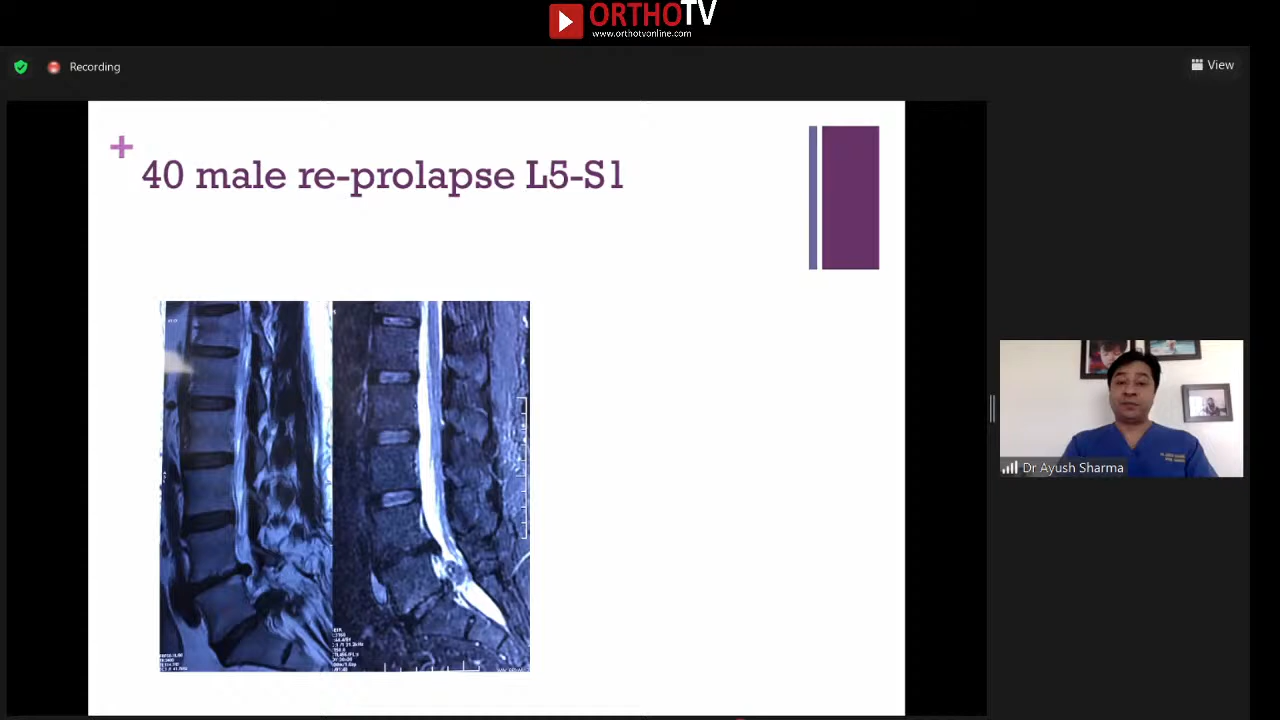 ORTHOTV
www.orthotvonline.com
Recording
View
+
40 male re-prolapse L5-S1
Dr Ayush Sharma